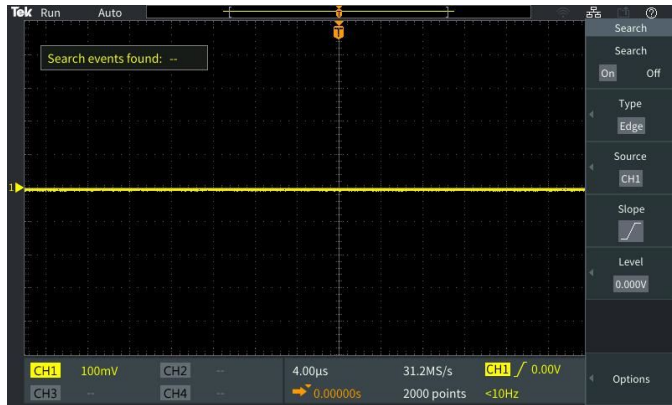 Tek Run Auto
T
T
Search
Search events found: --
Search
On Off
Type
Edge
Source
CH1
1
Slope
Level
0.000V
CH1 100mV CH2 -- 4.00µs 31.2MS/s CH1 0.00V
CH3 -- CH4 -- 0.00000s 2000 points <10Hz
Options